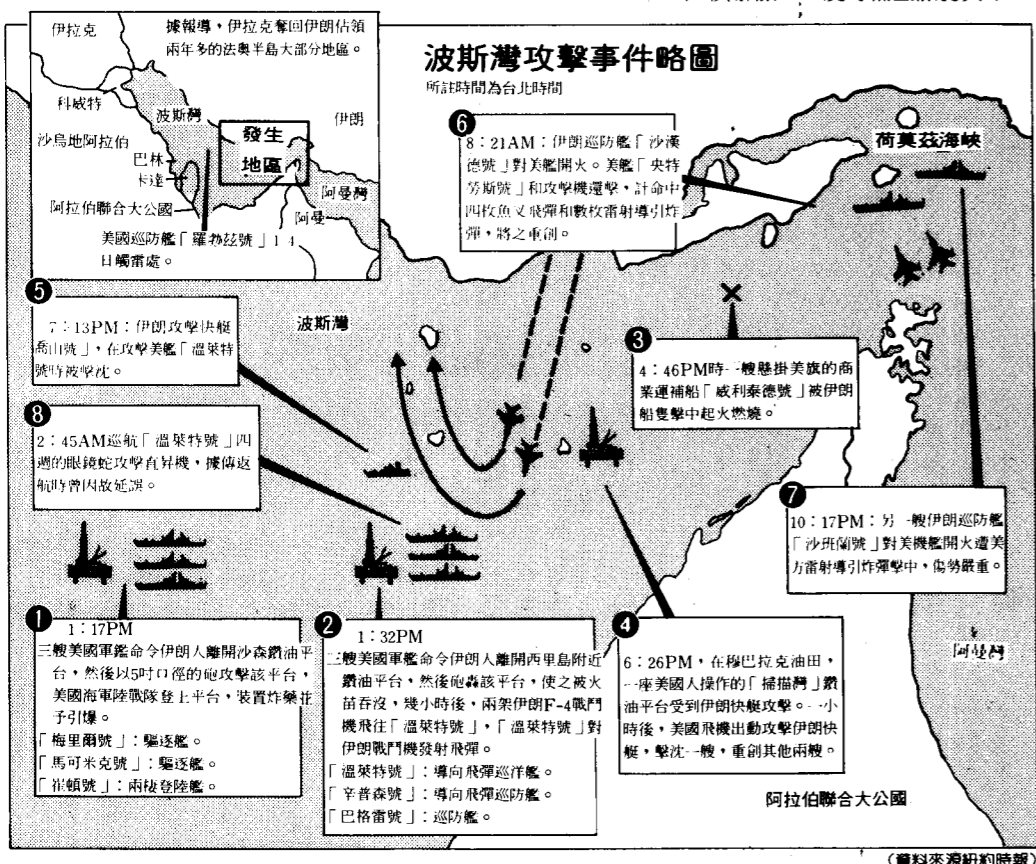 波斯灣攻擊事件略圖
所註時間為台北時間
據報導，伊拉克奪回伊朗佔領
兩年多的法奧半島大部分地區。
伊拉克
科威特
波斯灣
伊朗
沙烏地阿拉伯
發生
地區
巴林
卡達
阿曼灣
阿拉伯聯合大公國
阿曼
美國巡防艦「羅勃茲號」14
日觸雷處。
❻
8：21AM：伊朗巡防艦「沙漢
德號」對美艦開火。美艦「央特
勞斯號」和攻擊機還擊，計命中
四枚魚叉飛彈和數枚雷射導引炸
彈，將之重創。
荷莫茲海峽
❺
7：13PM：伊朗攻擊快艇
喬山號」，在攻擊美艦「溫萊特
號時被擊沈。
波斯灣
❸
4：46PM時一艘懸掛美旗的商
業運補船「威利泰德號」被伊朗
船隻擊中起火燃燒。
❽
2：45AM巡航「溫萊特號」四
週的眼鏡蛇攻擊直昇機，據傳返
航時曾因故延誤。
❼
10：17PM：另一艘伊朗巡防艦
「沙班蘭號」對美機艦開火遭美
方雷射導引炸彈擊中，傷勢嚴重。
❶
1：17PM
三艘美國軍艦命令伊朗人離開沙森鑽油平
台，然後以5吋口徑的砲攻擊該平台，
美國海軍陸戰隊登上平台，裝置炸藥並
予引爆。
「梅里爾號」：驅逐艦。
「馬可米克號」：驅逐艦。
「崔頓號」：兩棲登陸艦。
❷
1：32PM
三艘美國軍艦命令伊朗人離開西里島附近
鑽油平台，然後砲轟該平台，使之被火
苗吞沒，幾小時後，兩架伊朗F-4戰鬥
機飛往「溫萊特號」，「溫萊特號」對
伊朗戰鬥機發射飛彈。
「溫萊特號」：導向飛彈巡洋艦。
「辛普森號」：導向飛彈巡防艦。
「巴格雷號」：巡防艦。
❹
6：26PM，在穆巴拉克油田，
一座美國人操作的「掃描灣」鑽
油平台受到伊朗快艇攻擊。一小
時後，美國飛機出動攻擊伊朗快
艇，擊沈一艘，重創其他兩艘。
阿曼灣
阿拉伯聯合大公國
（資料來源紐約時報）